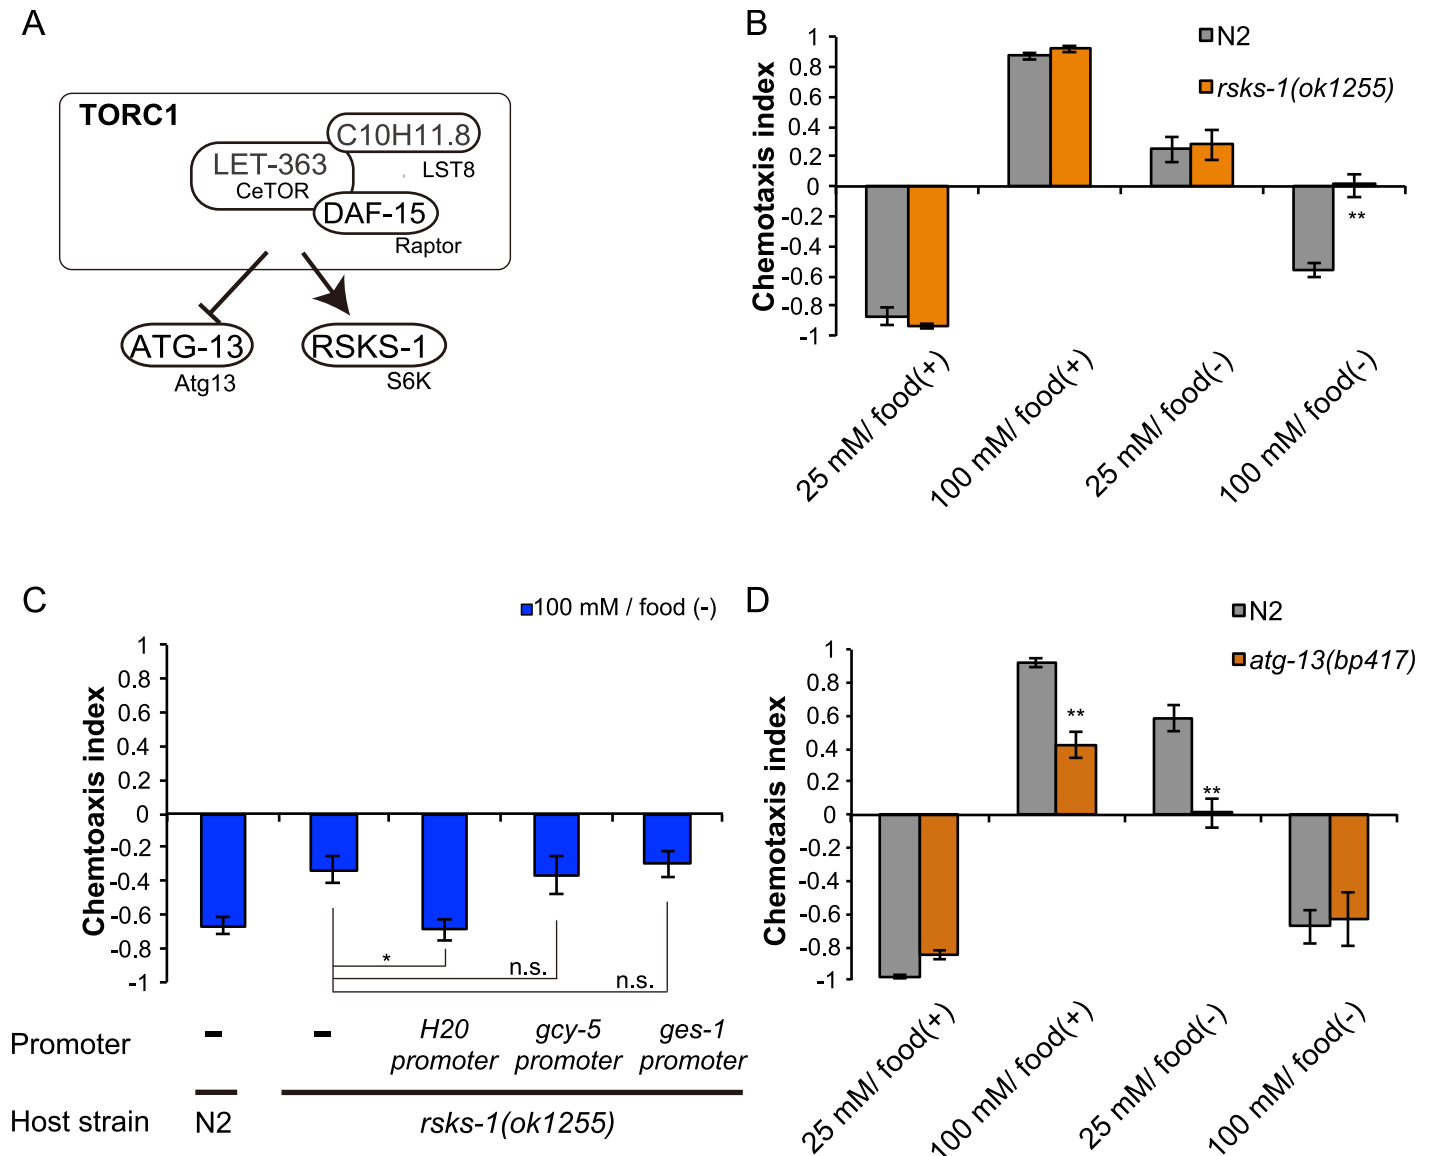 A
TORC1
C10H11.8
LST8
LET-363
CeTOR
DAF-15
Raptor
ATG-13
Atg13
RSKS-1
S6K
B
N2
rsks-1(ok1255)
Chemotaxis index
1
0.8
0.6
0.4
0.2
0
-0.2
-0.4
-0.6
-0.8
-1
**
25 mM/ food(+)
100 mM/ food(+)
25 mM/ food(-)
100 mM/ food(-)
C
100 mM / food (-)
Chemtoaxis index
1
0.8
0.6
0.4
0.2
0
-0.2
-0.4
-0.6
-0.8
-1
*
n.s.
n.s.
Promoter
-
-
H20 promoter
gcy-5 promoter
ges-1 promoter
Host strain
N2
rsks-1(ok1255)
D
N2
atg-13(bp417)
Chemotaxis index
1
0.8
0.6
0.4
0.2
0
-0.2
-0.4
-0.6
-0.8
-1
**
**
25 mM/ food(+)
100 mM/ food(+)
25 mM/ food(-)
100 mM/ food(-)